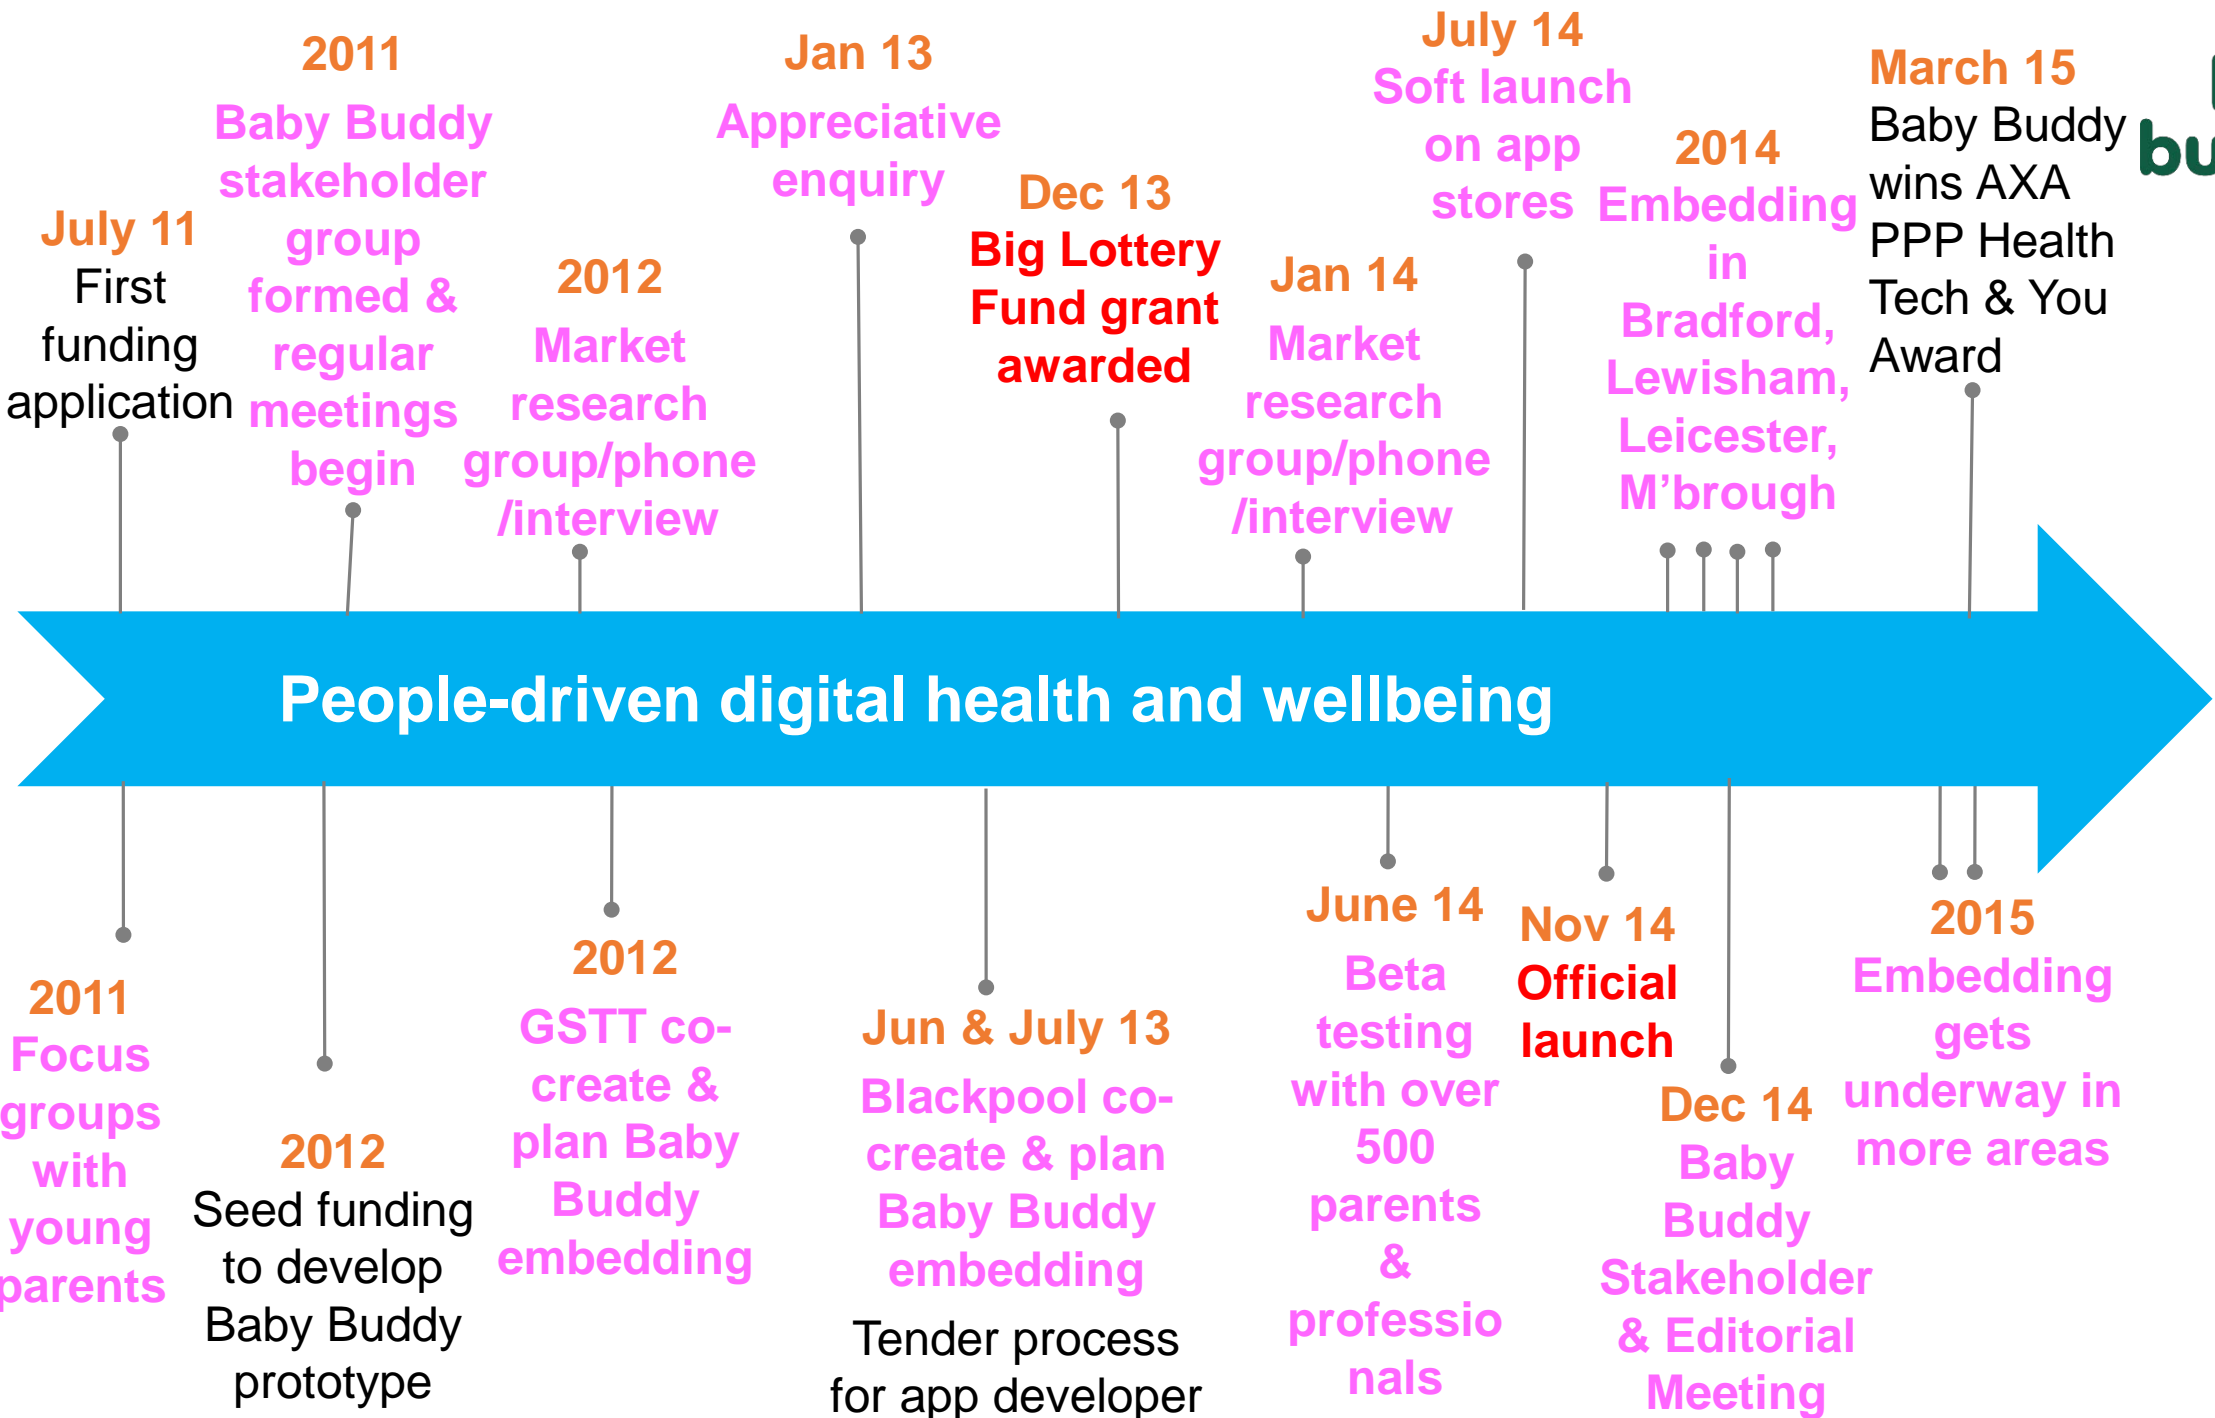 July 11
First
funding
application
2011
Baby Buddy
stakeholder
group
formed &
regular
meetings
begin
2012
Market
research
group/phone
/interview
Jan 13
Appreciative
enquiry
Dec 13
Big Lottery
Fund grant
awarded
Jan 14
Market
research
group/phone
/interview
July 14
Soft launch
on app
stores
2014
Embedding
in
Bradford,
Lewisham,
Leicester,
M’brough
March 15
Baby Buddy
wins AXA
PPP Health
Tech & You
Award
People-driven digital health and wellbeing
2011
Focus
groups
with
young
parents
2012
Seed funding
to develop
Baby Buddy
prototype
2012
GSTT co-
create &
plan Baby
Buddy
embedding
Jun & July 13
Blackpool co-
create & plan
Baby Buddy
embedding
Tender process
for app developer
June 14
Beta
testing
with over
500
parents
&
professio
nals
Nov 14
Official
launch
Dec 14
Baby
Buddy
Stakeholder
& Editorial
Meeting
2015
Embedding
gets
underway in
more areas